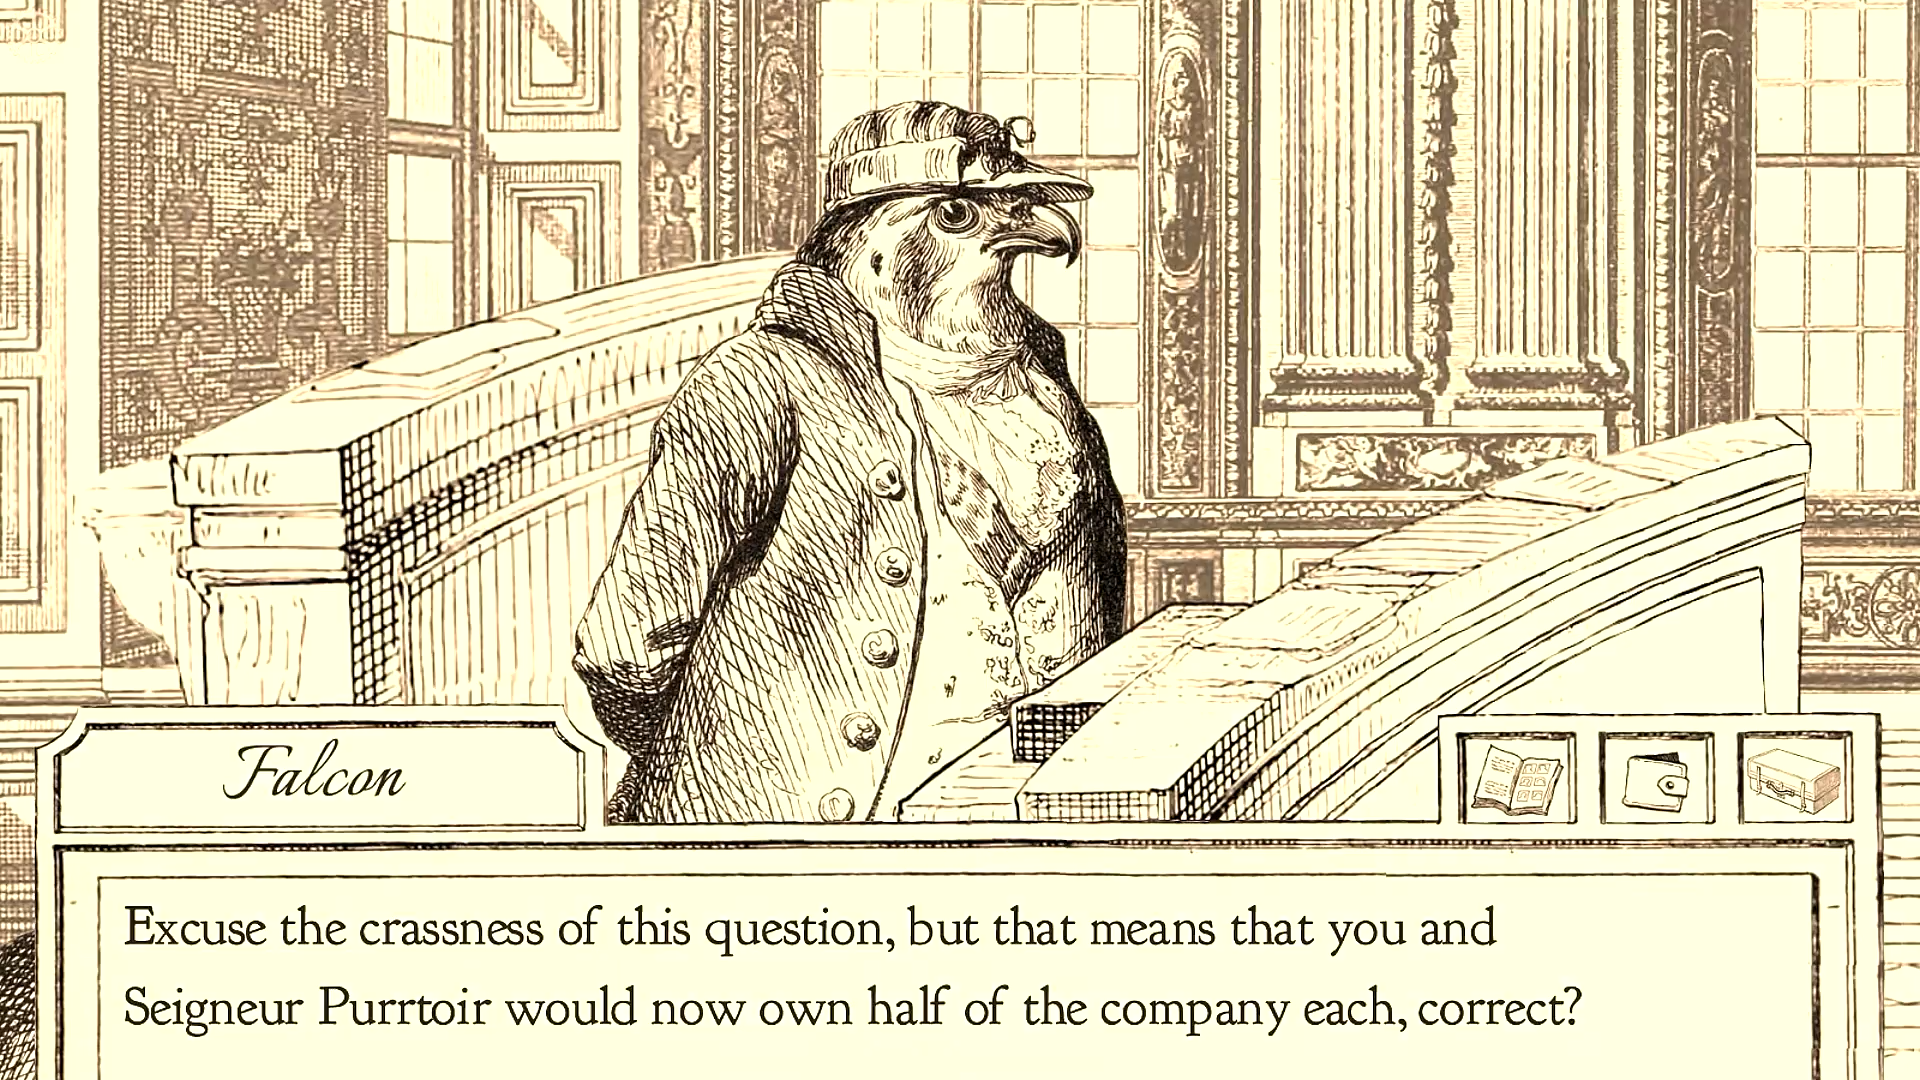 Falcon
Excuse the crassness of this question, but that means that you and
Seigneur Purrtoir would now own half of the company each, correct?